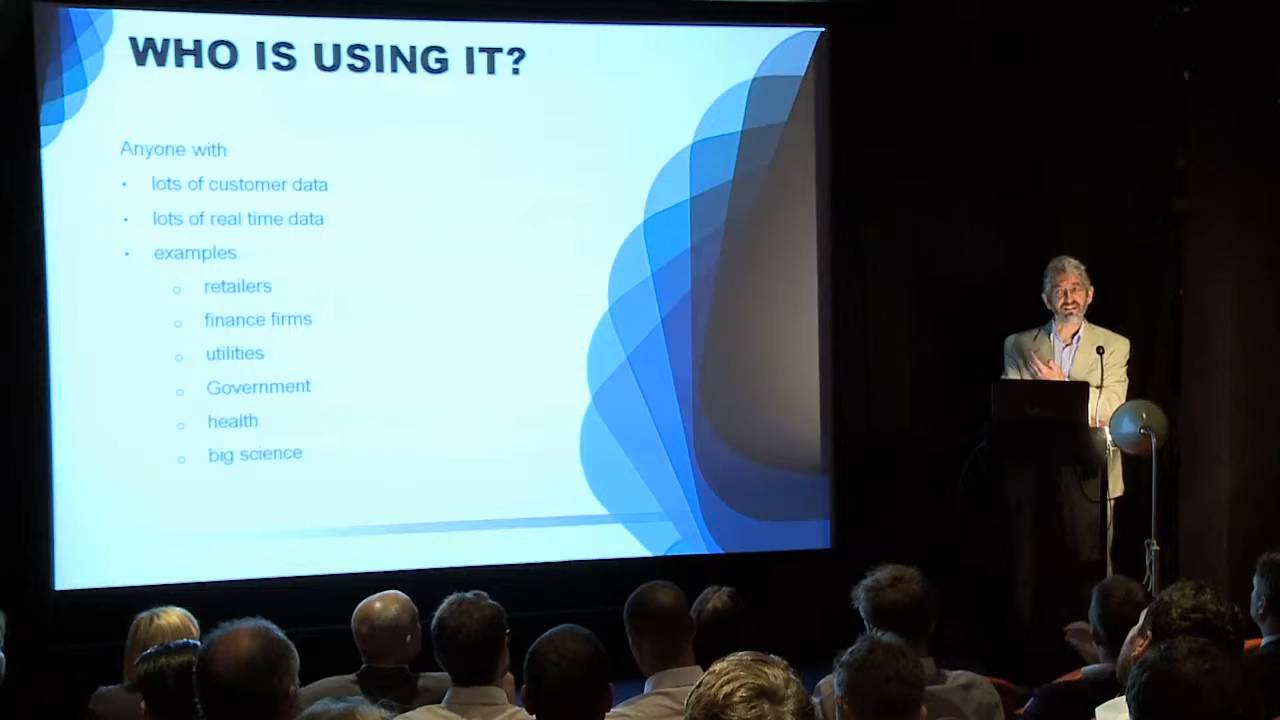 WHO IS USING IT?
Anyone with
• lots of customer data
• lots of real time data
• examples
o retailers
o finance firms
o utilities
o Government
o health
o big science